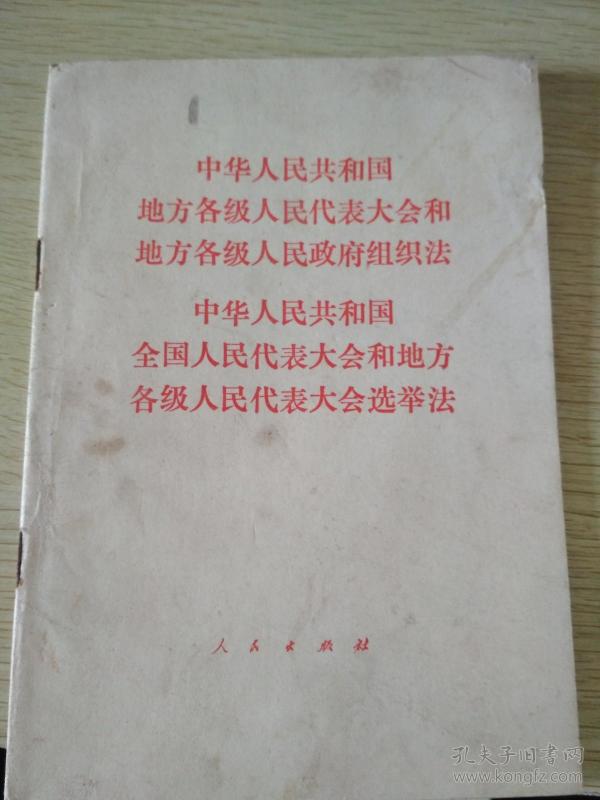 中华人民共和国
地方各级人民代表大会和
地方各级人民政府组织法
中华人民共和国
全国人民代表大会和地方
各级人民代表大会选举法
人民出版社
孔夫子旧书网
www.kongfz.com